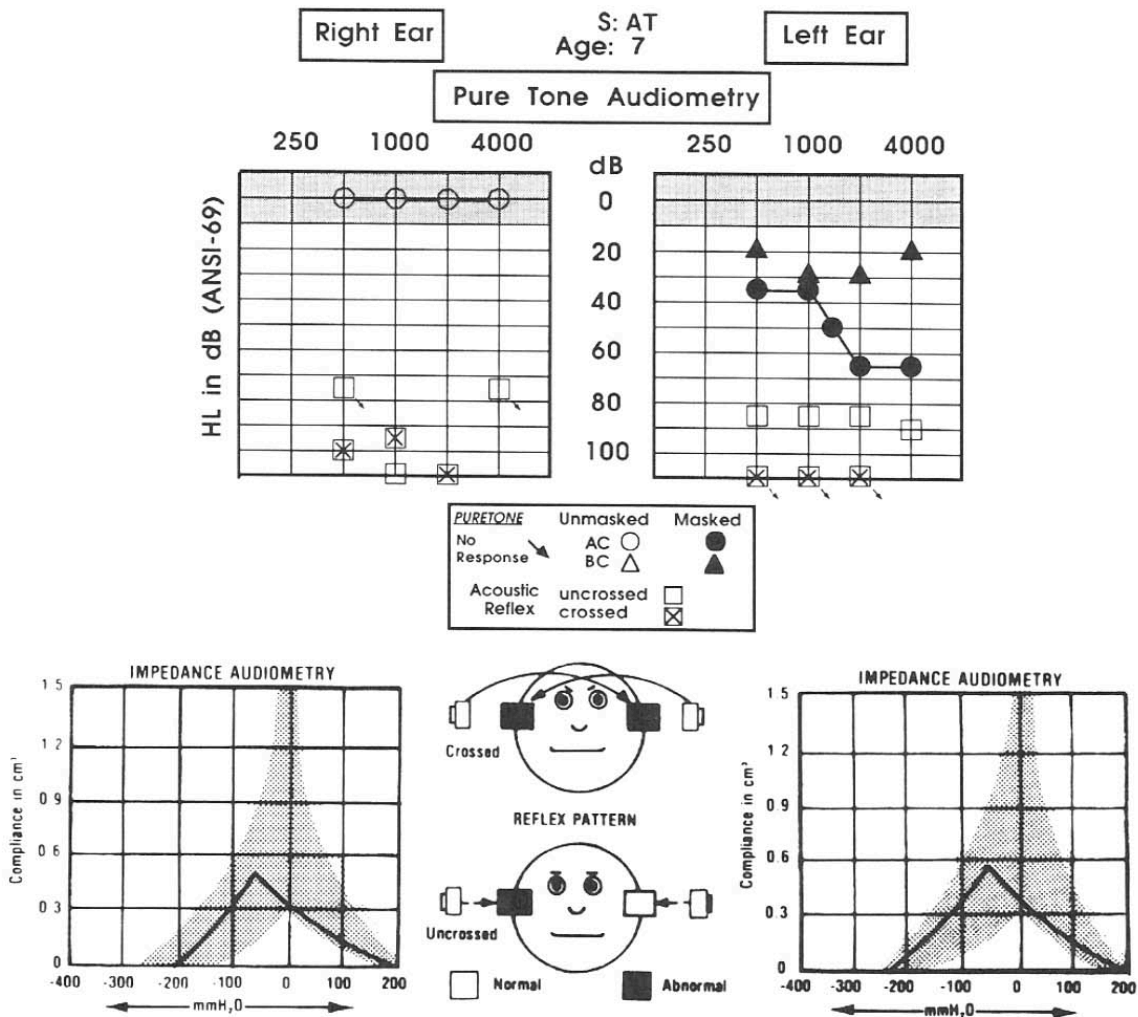 Right Ear
S: AT
Age: 7
Left Ear
Pure Tone Audiometry
250 1000 4000
dB
250 1000 4000
HL in dB (ANSI-69)
0
20
40
60
80
100
PURETONE Unmasked Masked
No Response
AC
BC
Acoustic Reflex
uncrossed
crossed
IMPEDANCE AUDIOMETRY
Compliance in cm³
1 5
1 2
0 9
0 6
0 3
0
-400 -300 -200 -100 0 100 200
mmH₂O
Crossed
REFLEX PATTERN
Uncrossed
Normal
Abnormal
IMPEDANCE AUDIOMETRY
Compliance in cm³
1 5
1 2
0 9
0 6
0 3
0
-400 -300 -200 -100 0 100 200
mmH₂O